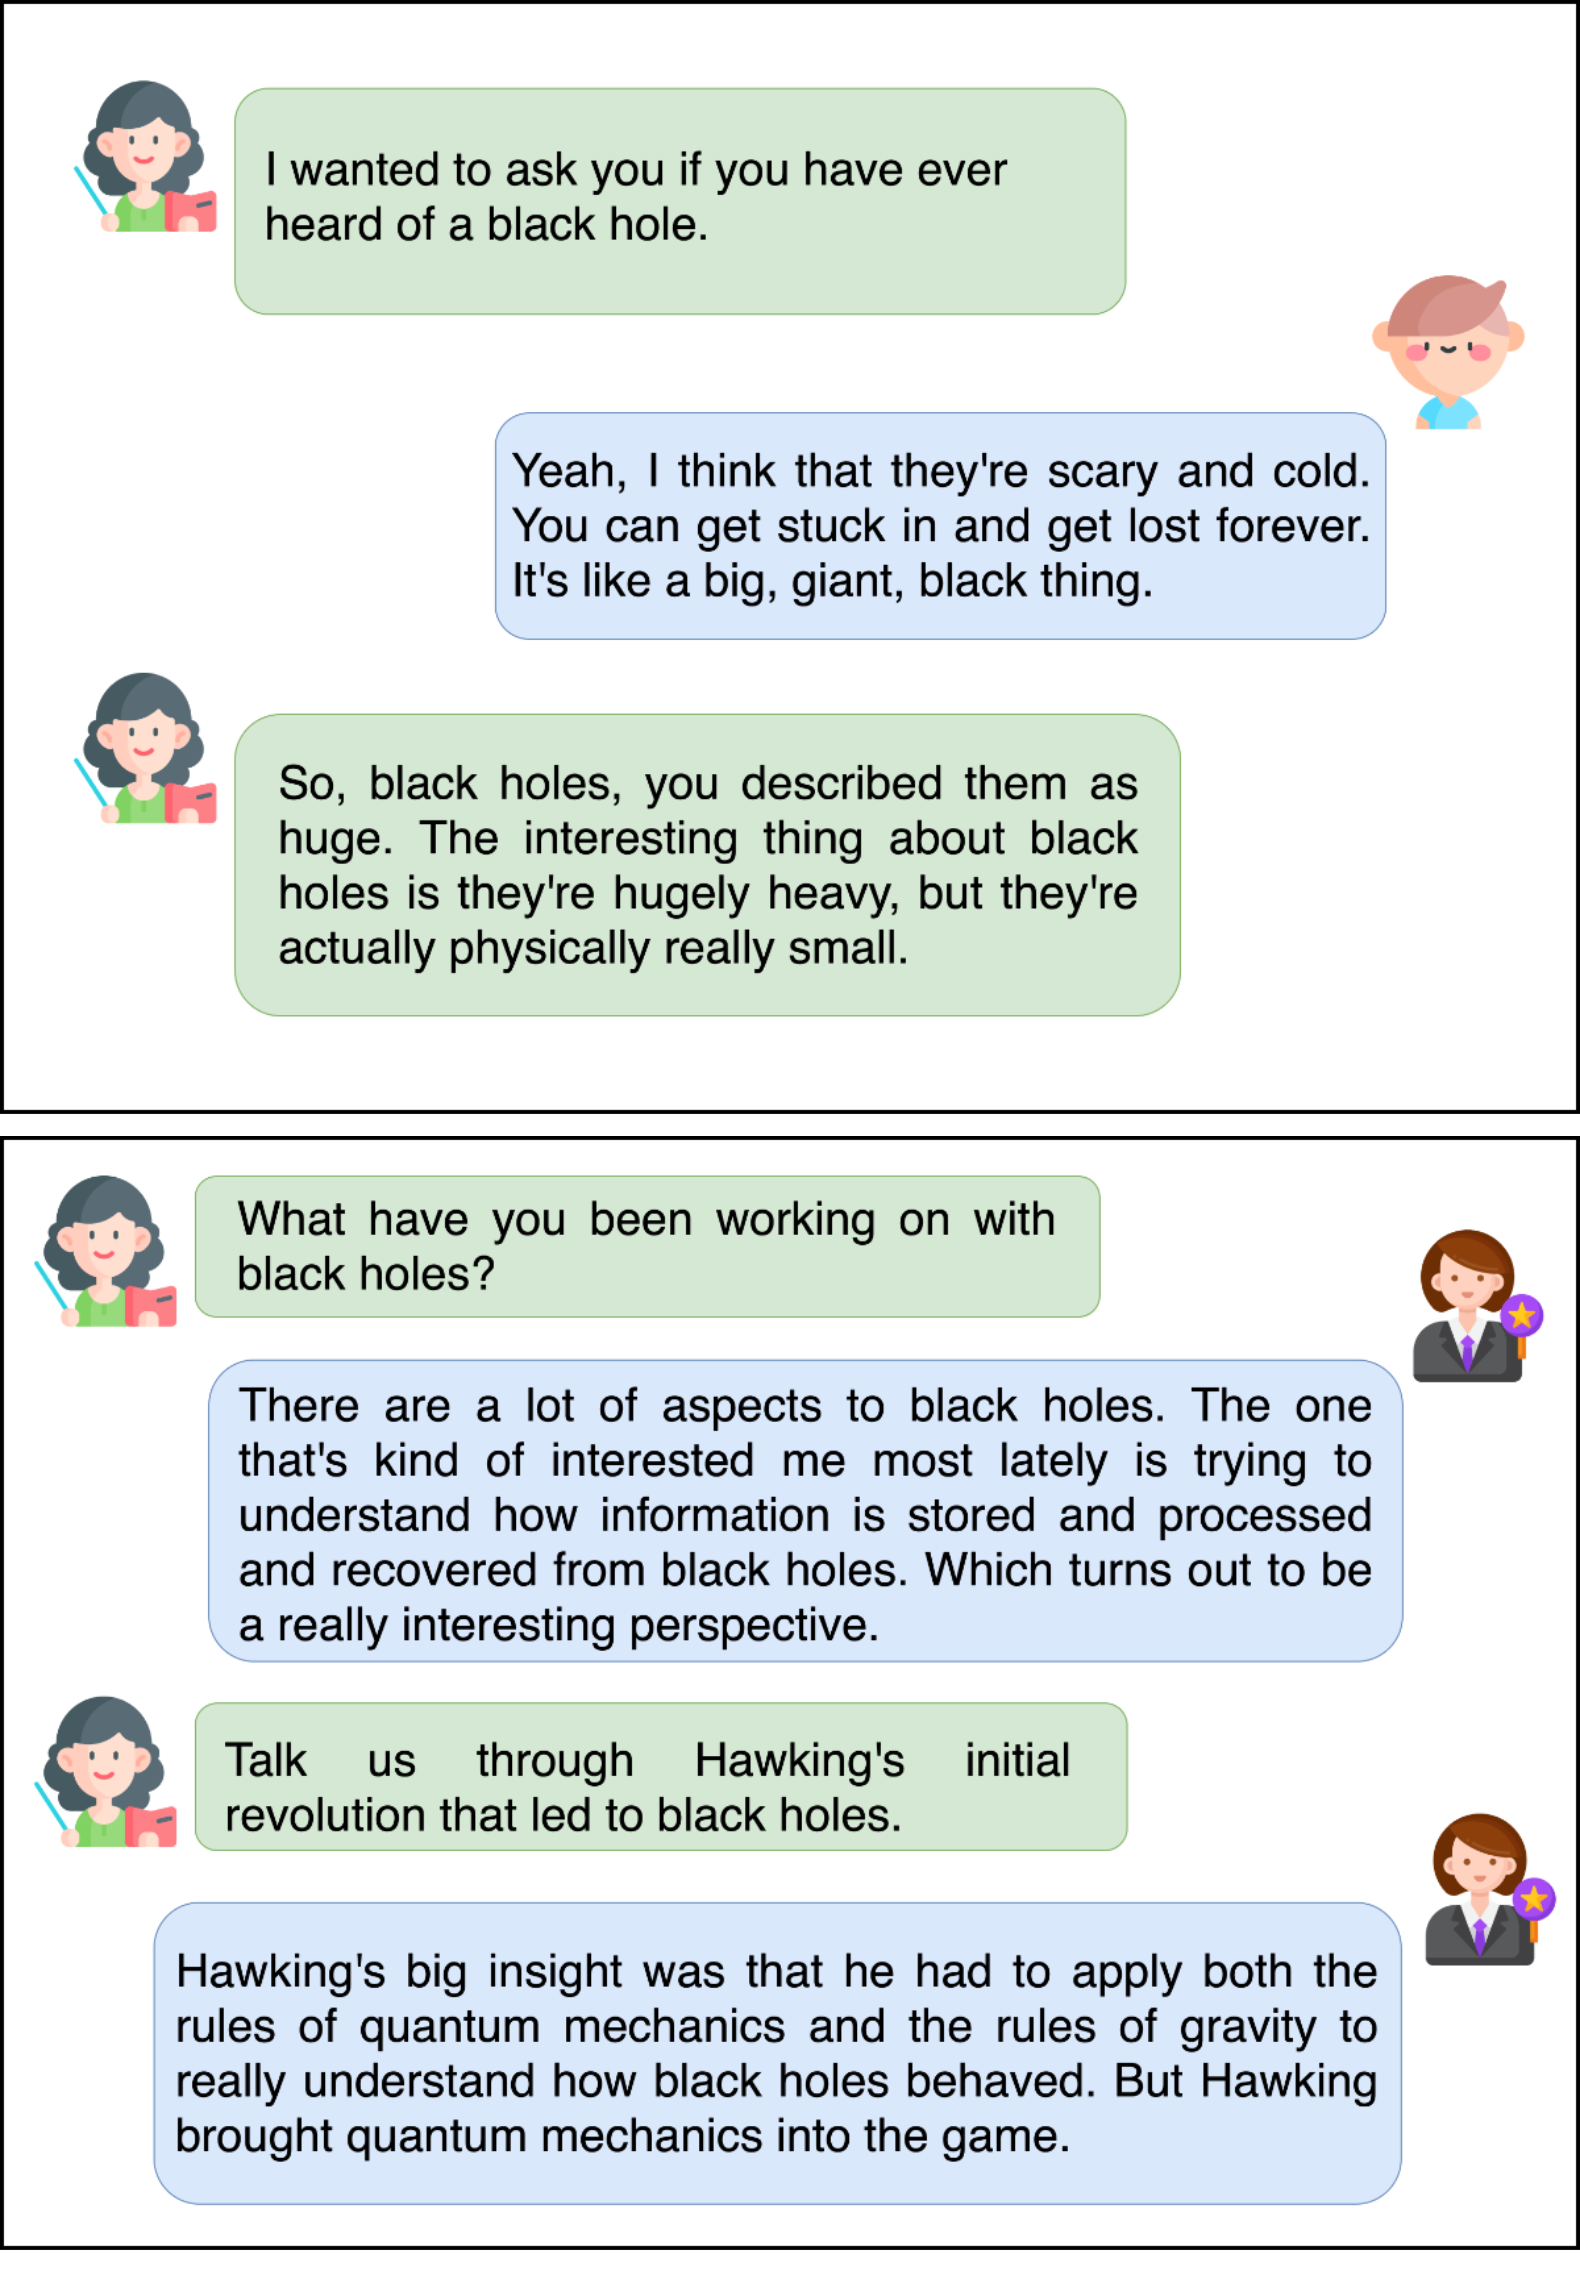 I wanted to ask you if you have ever
heard of a black hole.
Yeah, I think that they're scary and cold.
You can get stuck in and get lost forever.
It's like a big, giant, black thing.
So, black holes, you described them as
huge. The interesting thing about black
holes is they're hugely heavy, but they're
actually physically really small.
What have you been working on with
black holes?
There are a lot of aspects to black holes. The one
that's kind of interested me most lately is trying to
understand how information is stored and processed
and recovered from black holes. Which turns out to be
a really interesting perspective.
Talk us through Hawking's initial
revolution that led to black holes.
Hawking's big insight was that he had to apply both the
rules of quantum mechanics and the rules of gravity to
really understand how black holes behaved. But Hawking
brought quantum mechanics into the game.